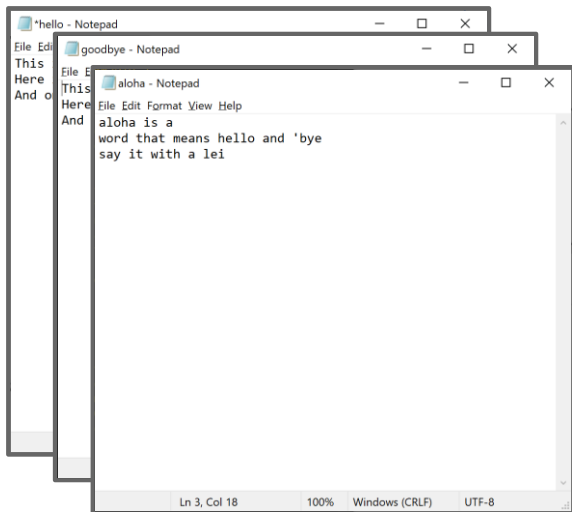 *hello - Notepad
File Edi
This
Here
And o
goodbye - Notepad
File E
This
Here
And
aloha - Notepad
File Edit Format View Help
aloha is a
word that means hello and 'bye
say it with a lei
Ln 3, Col 18 100% Windows (CRLF) UTF-8